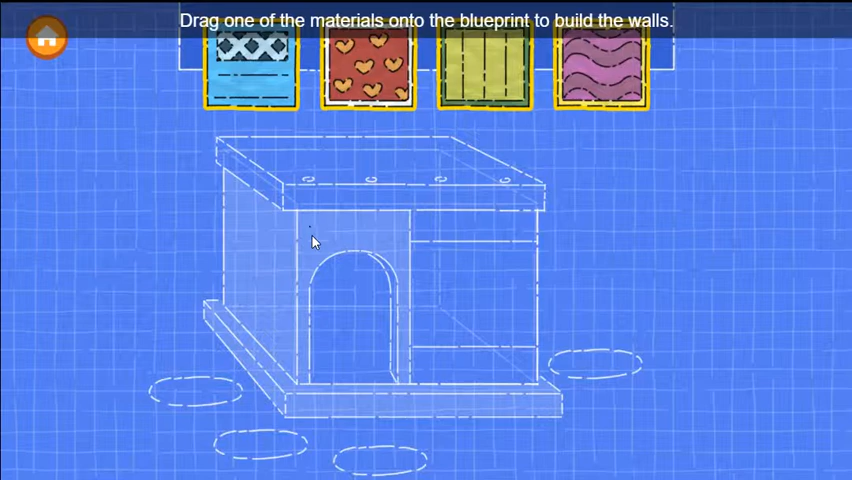 Drag one of the materials onto the blueprint to build the walls.